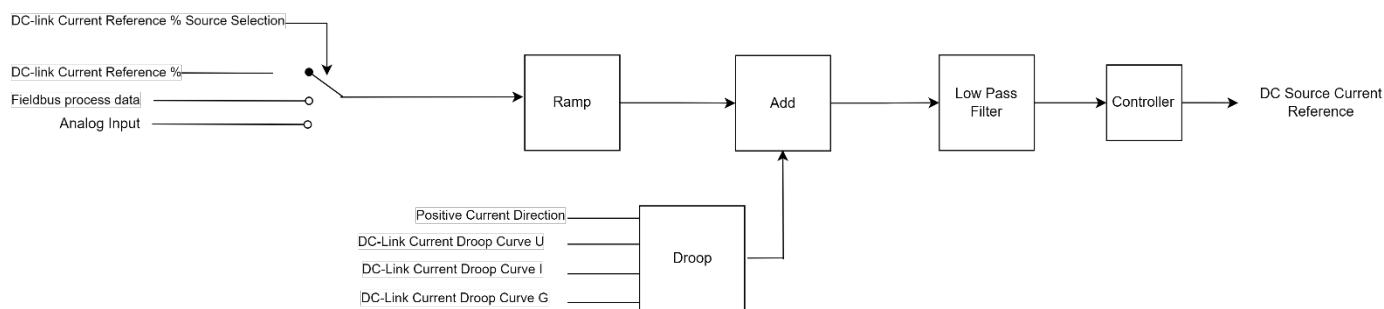 DC-link Current Reference % Source Selection
DC-link Current Reference %
Fieldbus process data
Analog Input
Ramp
Add
Low Pass
Filter
Controller
DC Source Current
Reference
Positive Current Direction
DC-Link Current Droop Curve U
DC-Link Current Droop Curve I
DC-Link Current Droop Curve G
Droop